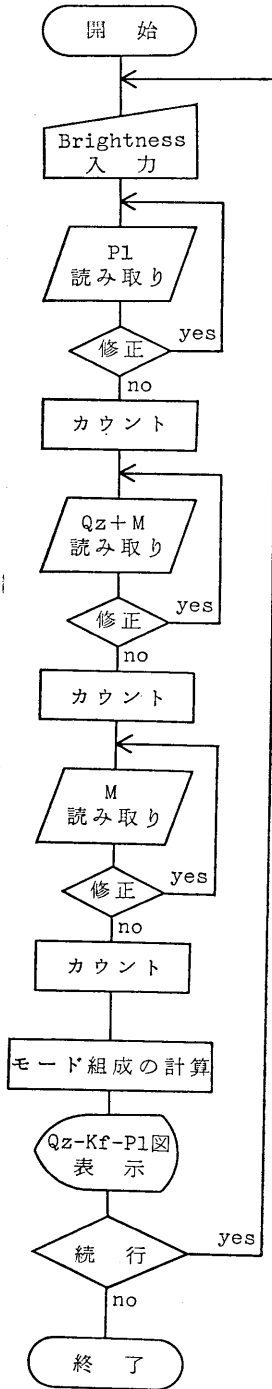 開 始
Brightness
入 力
Pl
読み取り
修正
yes
no
カウント
Qz+M
読み取り
修正
yes
no
カウント
M
読み取り
修正
yes
no
カウント
モード組成の計算
Qz-Kf-Pl図
表 示
続 行
yes
no
終 了